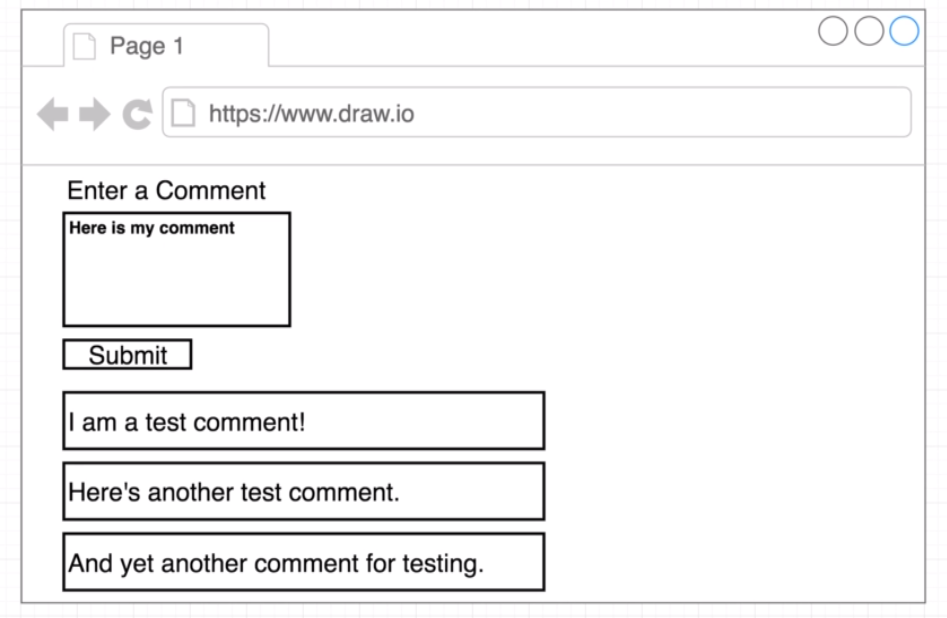 Page 1
https://www.draw.io
Enter a Comment
Here is my comment
Submit
I am a test comment!
Here's another test comment.
And yet another comment for testing.